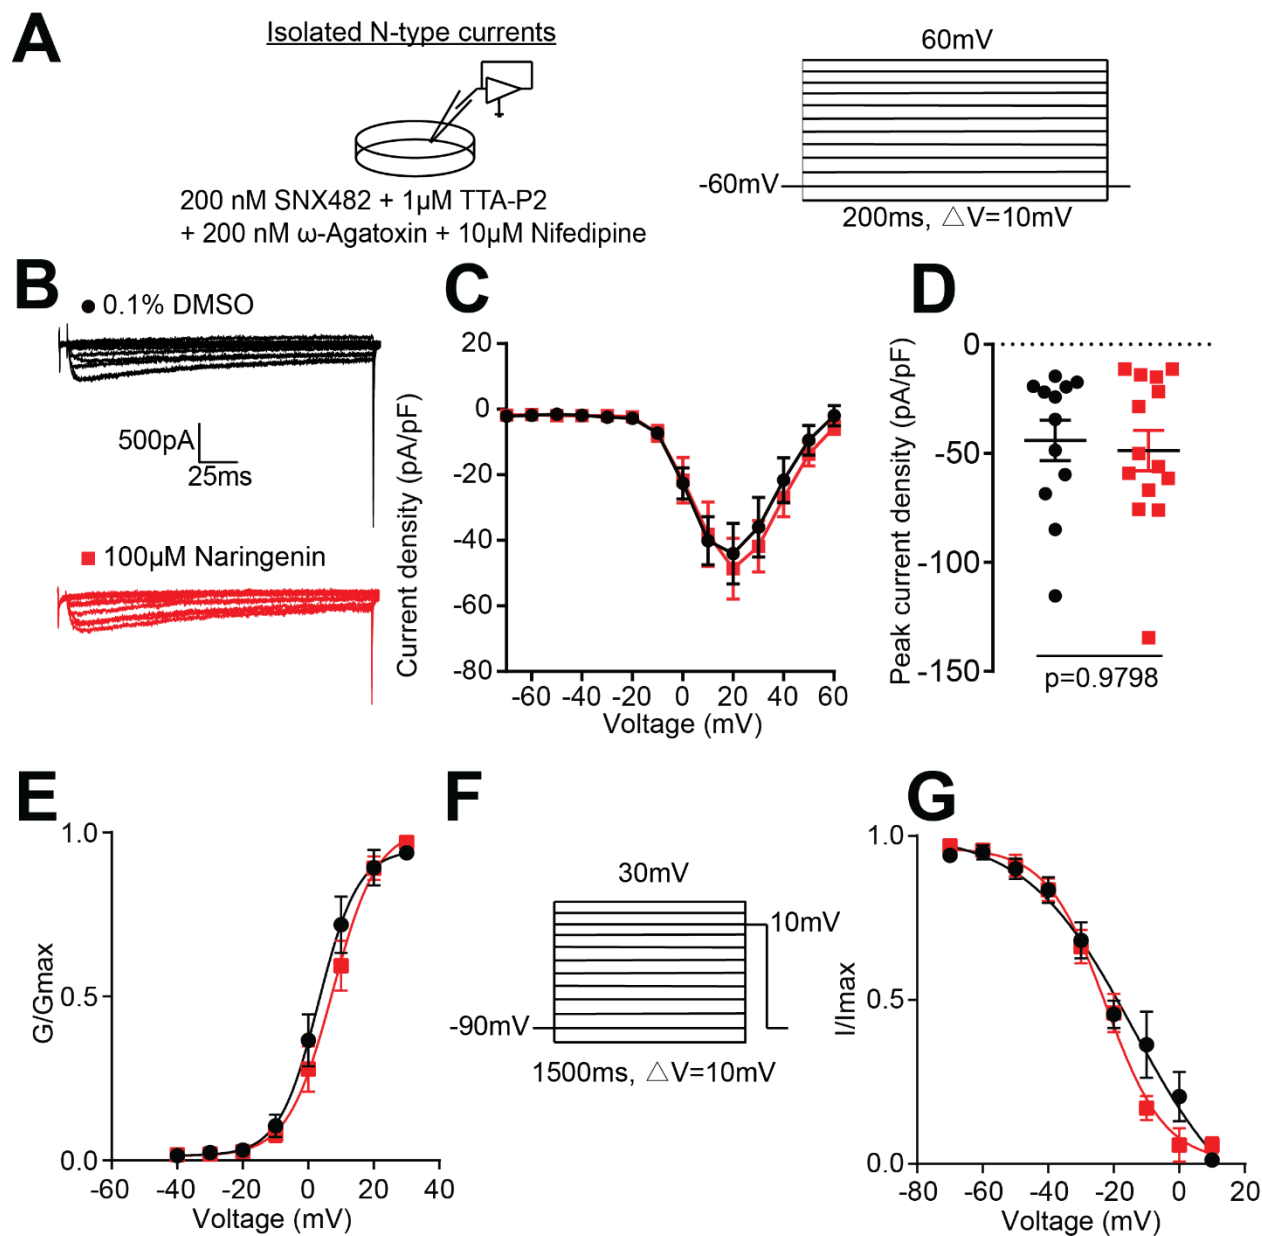 A
Isolated N-type currents
200 nM SNX482 + 1µM TTA-P2
+ 200 nM ω-Agatoxin + 10µM Nifedipine
60mV
-60mV
200ms, △V=10mV
B
0.1% DMSO
500pA
25ms
100µM Naringenin
C
Current density (pA/pF)
20
0
-20
-40
-60
-80
-60 -40 -20 0 20 40 60
Voltage (mV)
D
Peak current density (pA/pF)
0
-50
-100
-150
p=0.9798
E
G/Gmax
1.0
0.5
0.0
-60 -40 -20 0 20 40
Voltage (mV)
F
30mV
10mV
-90mV
1500ms, △V=10mV
G
I/Imax
1.0
0.5
0.0
-80 -60 -40 -20 0 20
Voltage (mV)